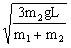 √(3m₂gL / m₁ + m₂)